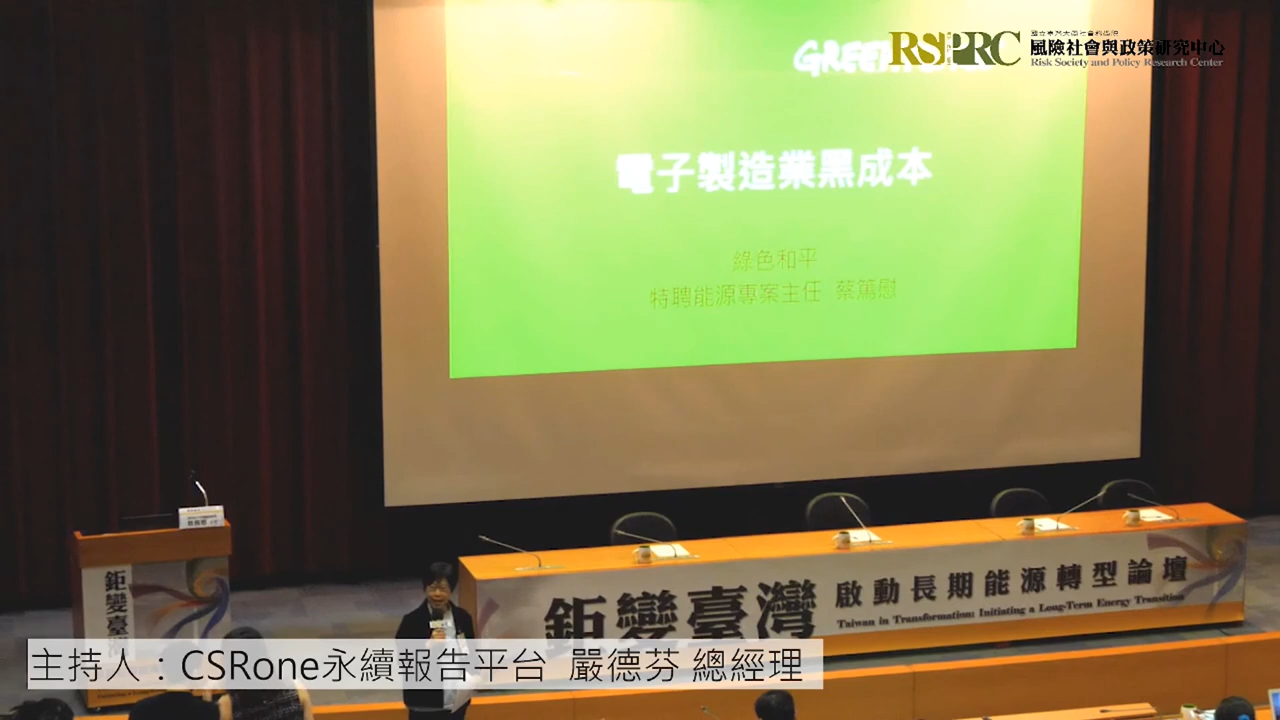 RSPRC
國立臺灣大學社會科學院
風險社會與政策研究中心
Risk Society and Policy Research Center
電子製造業黑成本
綠色和平
特聘能源專案主任 蔡篤慰
鉅變臺
鉅變臺灣
啟動長期能源轉型論壇
Taiwan in Transformation: Initiating a Long-Term Energy Transition
主持人：CSRone永續報告平台 嚴德芬 總經理